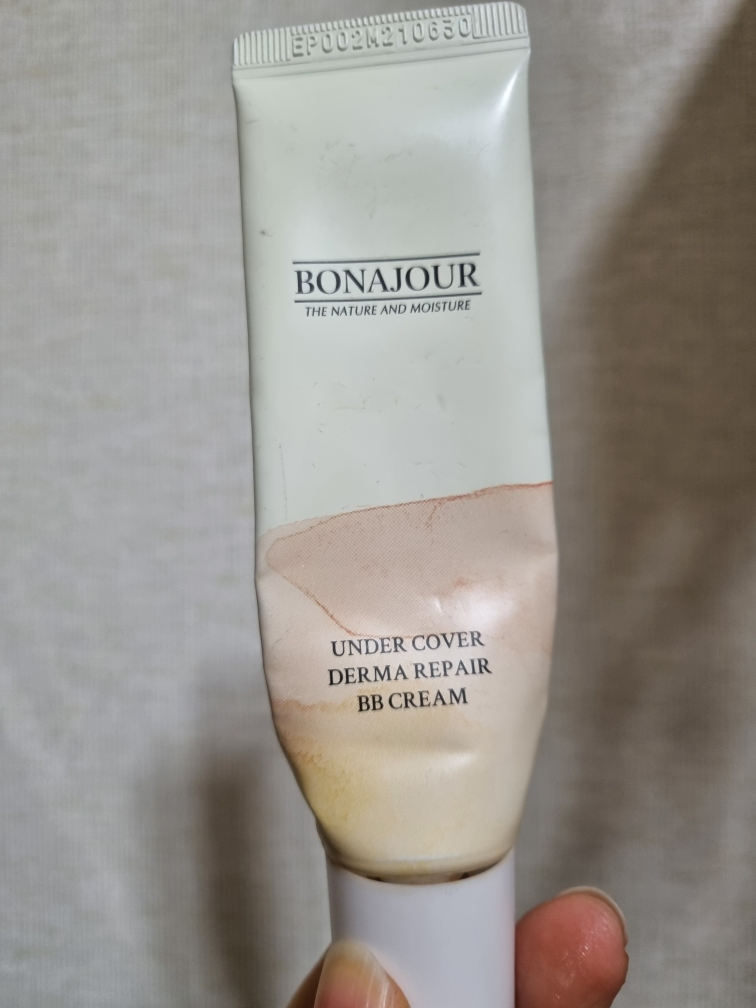 EP002M210630
BONAJOUR
THE NATURE AND MOISTURE
UNDER COVER
DERMA REPAIR
BB CREAM